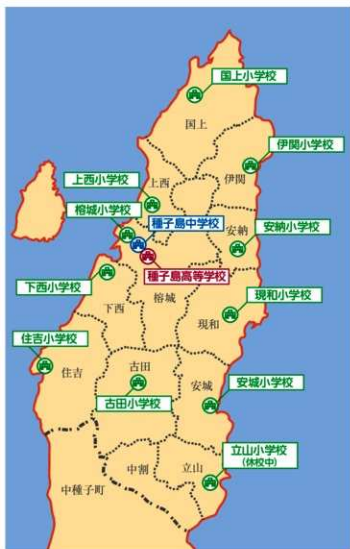 国上小学校
国上
伊関小学校
上西小学校
上西
伊関
榕城小学校
種子島中学校
安納
安納小学校
種子島高等学校
下西小学校
下西
榕城
現和小学校
現和
住吉小学校
住吉
古田
安城
安城小学校
古田小学校
立山小学校
(休校中)
中割
立山
中種子町